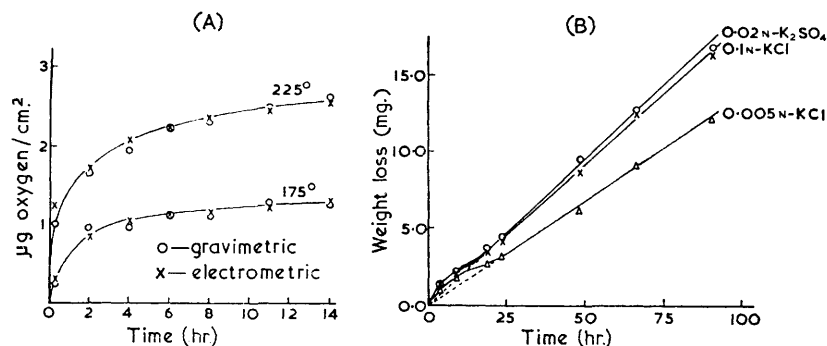 (A)
3
2
1
0
µg oxygen/cm².
225°
175°
O—gravimetric
×—electrometric
0 2 4 6 8 10 12 14
Time (hr.)
(B)
15·0
10·0
5·0
0·0
Weight loss (mg.)
0·02N-K₂SO₄
0·1N-KCl
0·005N-KCl
0 25 50 75 100
Time (hr.)